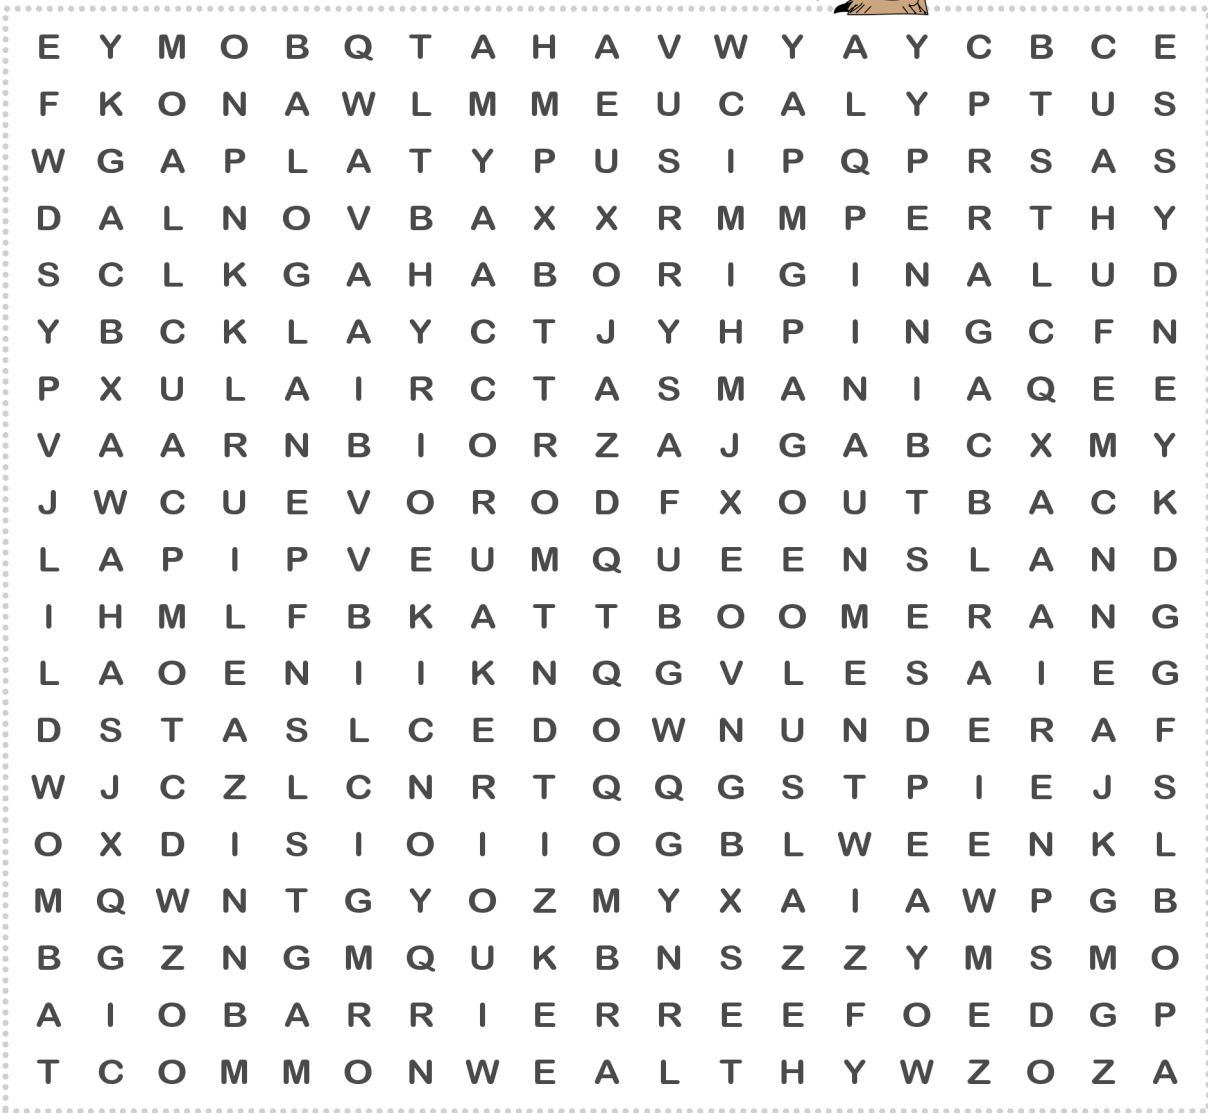 E Y M O B Q T A H A V W Y A Y C B C E
F K O N A W L M M E U C A L Y P T U S
W G A P L A T Y P U S I P Q P R S A S
D A L N O V B A X X R M M P E R T H Y
S C L K G A H A B O R I G I N A L U D
Y B C K L A Y C T J Y H P I N G C F N
P X U L A I R C T A S M A N I A Q E E
V A A R N B I O R Z A J G A B C X M Y
J W C U E V O R O D F X O U T B A C K
L A P I P V E U M Q U E E N S L A N D
I H M L F B K A T T B O O M E R A N G
L A O E N I I K N Q G V L E S A I E G
D S T A S L C E D O W N U N D E R A F
W J C Z L C N R T Q Q G S T P I E J S
O X D I S I O I I O G B L W E E N K L
M Q W N T G Y O Z M Y X A I A W P G B
B G Z N G M Q U K B N S Z Z Y M S M O
A I O B A R R I E R R E E F O E D G P
T C O M M O N W E A L T H Y W Z O Z A